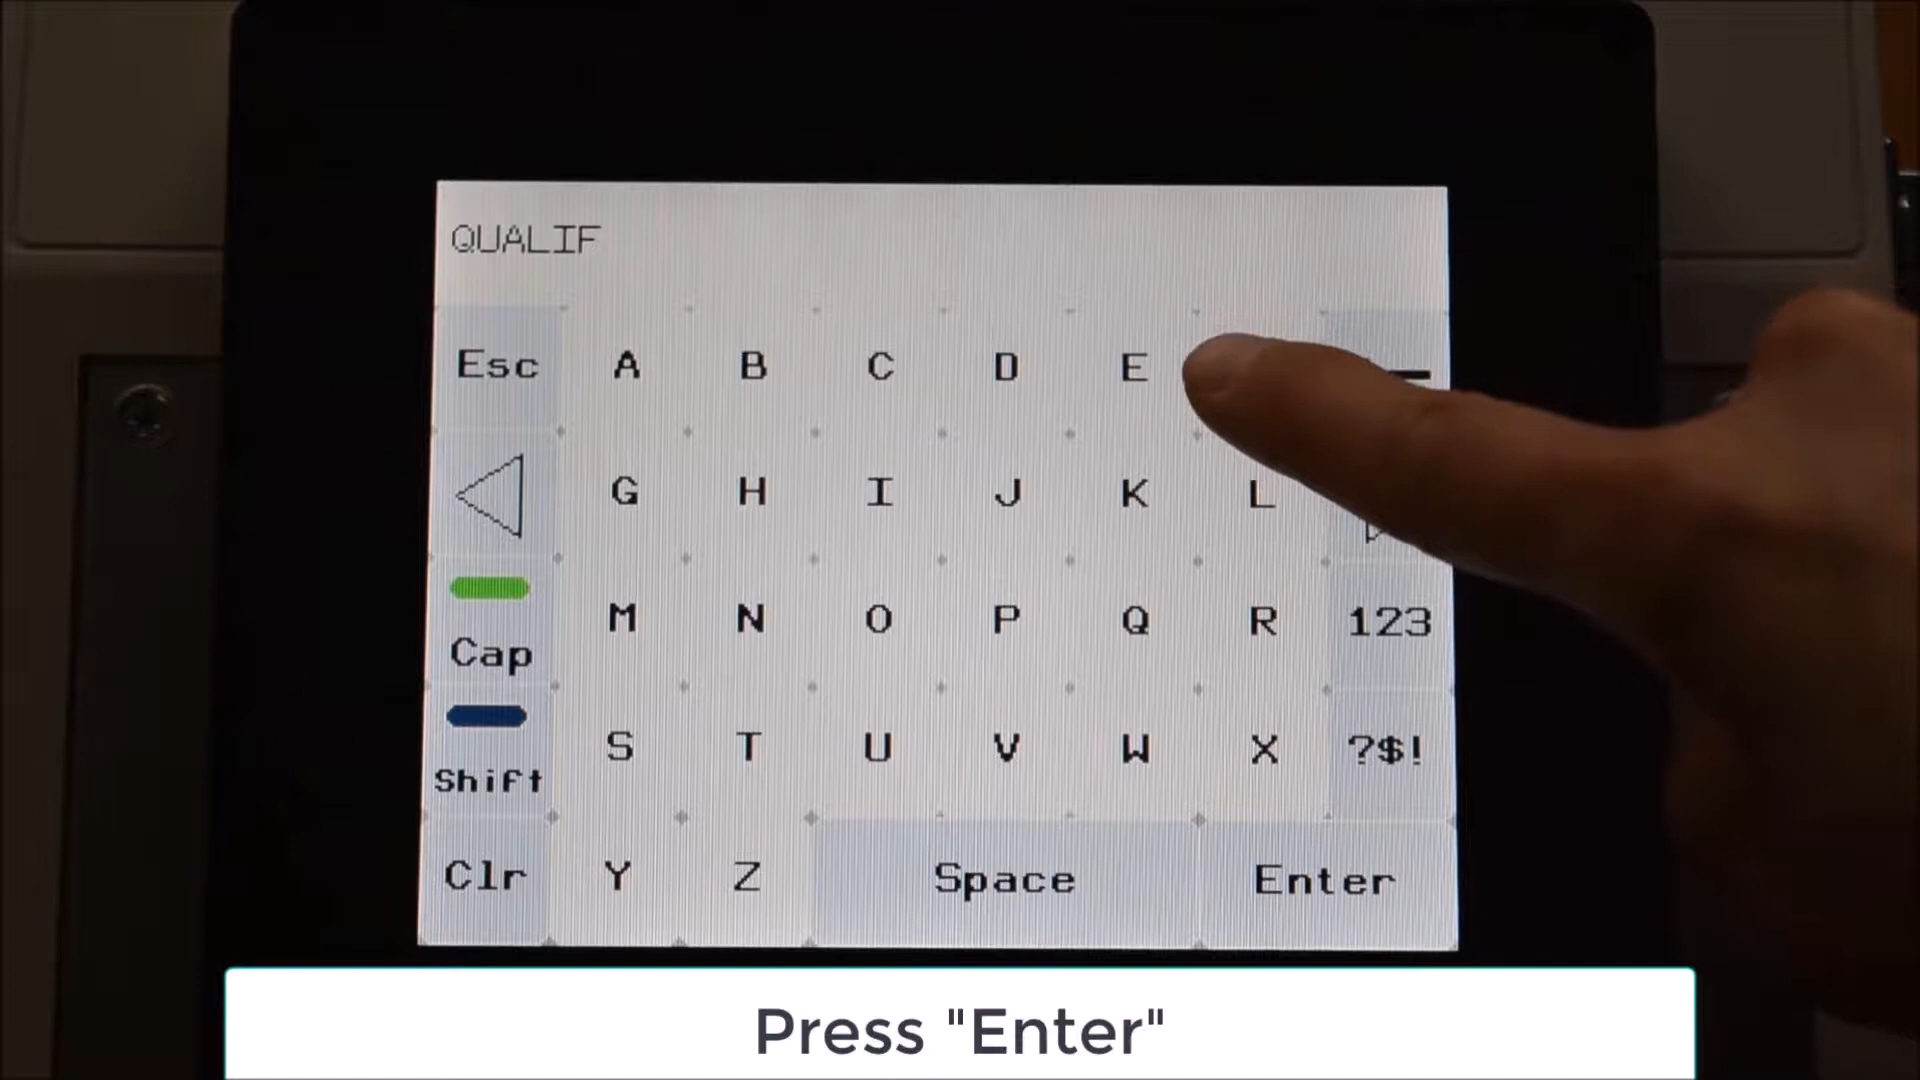 QUALIF
Esc A B C D E
G H I J K L
Cap M N O P Q R 123
Shift S T U V W X ?$!
Clr Y Z Space Enter
Press "Enter"